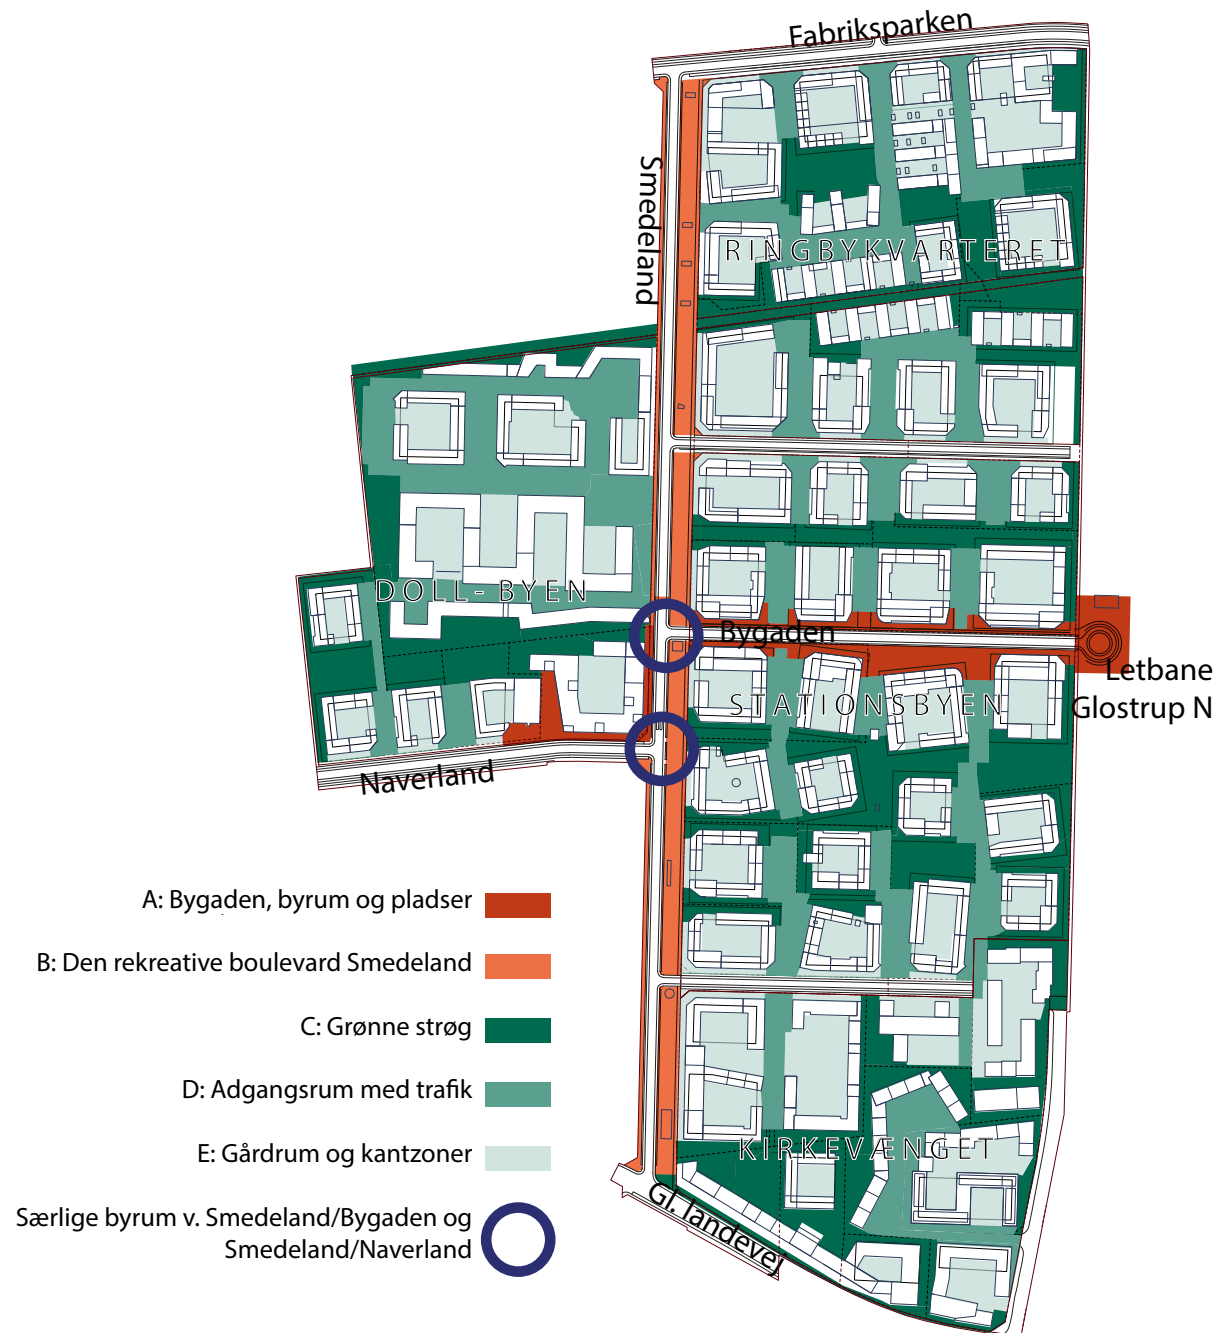 Fabriksparken
Smedeland
RINGBYKVARTERET
DOLL-BYEN
Bygaden
Letbane
Glostrup N
STATIONSBYEN
Naverland
A: Bygaden, byrum og pladser
B: Den rekreative boulevard Smedeland
C: Grønne strøg
D: Adgangsrum med trafik
E: Gårdrum og kantzoner
Særlige byrum v. Smedeland/Bygaden og
Smedeland/Naverland
KIRKEVÆNGET
Gl. landevej